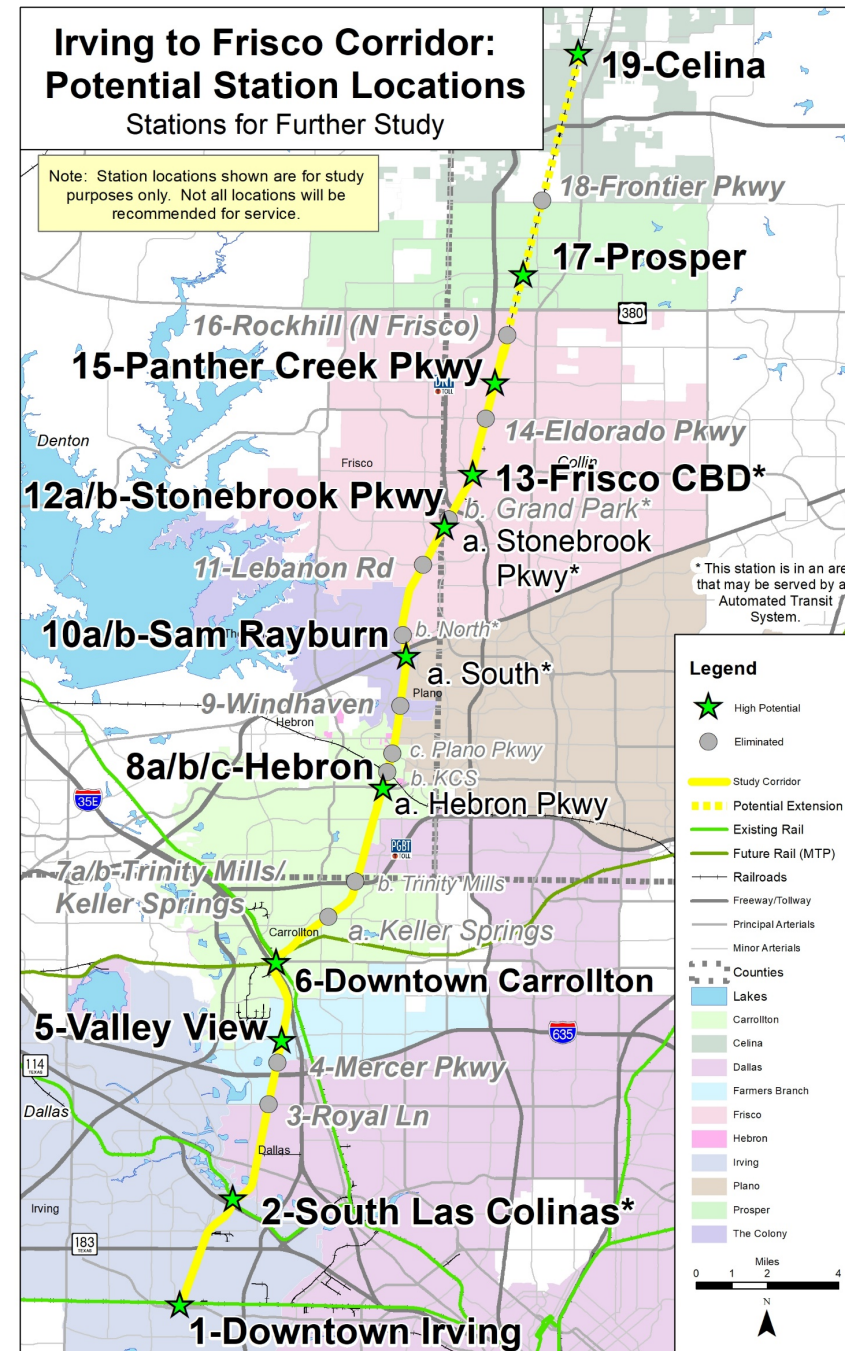 Irving to Frisco Corridor:
Potential Station Locations
Stations for Further Study
Note: Station locations shown are for study
purposes only. Not all locations will be
recommended for service.
19-Celina
18-Frontier Pkwy
17-Prosper
380
16-Rockhill (N Frisco)
15-Panther Creek Pkwy
DNT
TOLL
14-Eldorado Pkwy
Denton
Frisco
Collin
13-Frisco CBD*
12a/b-Stonebrook Pkwy
b. Grand Park*
a. Stonebrook
Pkwy*
11-Lebanon Rd
* This station is in an are
that may be served by a
Automated Transit
System.
10a/b-Sam Rayburn
b. North*
a. South*
Plano
9-Windhaven
Hebron
c. Plano Pkwy
8a/b/c-Hebron
b. KCS
a. Hebron Pkwy
35E
PGBT
TOLL
7a/b-Trinity Mills/
Keller Springs
b. Trinity Mills
a. Keller Springs
Carrollton
6-Downtown Carrollton
5-Valley View
635
4-Mercer Pkwy
114
TEXAS
Dallas
3-Royal Ln
Dallas
2-South Las Colinas*
Irving
183
TEXAS
1-Downtown Irving
Legend
High Potential
Eliminated
Study Corridor
Potential Extension
Existing Rail
Future Rail (MTP)
Railroads
Freeway/Tollway
Principal Arterials
Minor Arterials
Counties
Lakes
Carrollton
Celina
Dallas
Farmers Branch
Frisco
Hebron
Irving
Plano
Prosper
The Colony
Miles
0 1 2 4
N